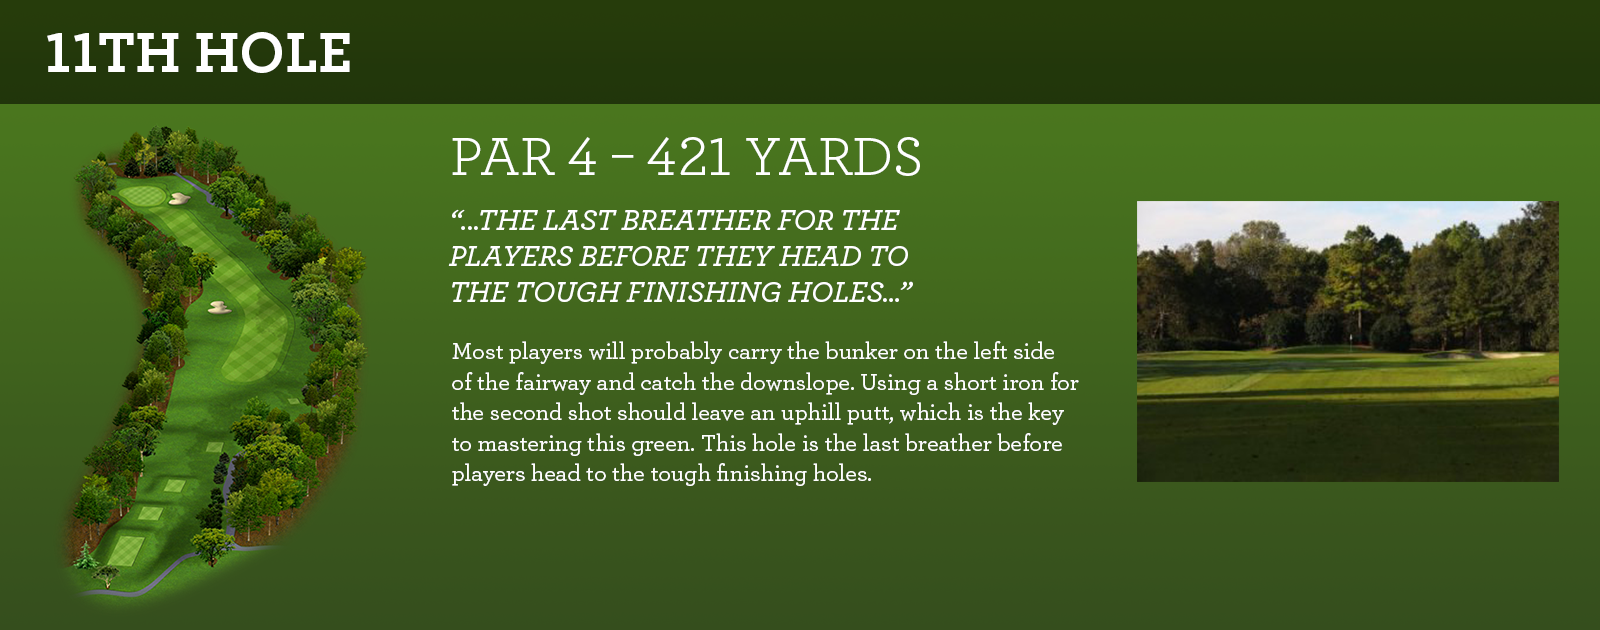 11TH HOLE
PAR 4 – 421 YARDS
“...THE LAST BREATHER FOR THE
PLAYERS BEFORE THEY HEAD TO
THE TOUGH FINISHING HOLES...”
Most players will probably carry the bunker on the left side
of the fairway and catch the downslope. Using a short iron for
the second shot should leave an uphill putt, which is the key
to mastering this green. This hole is the last breather before
players head to the tough finishing holes.